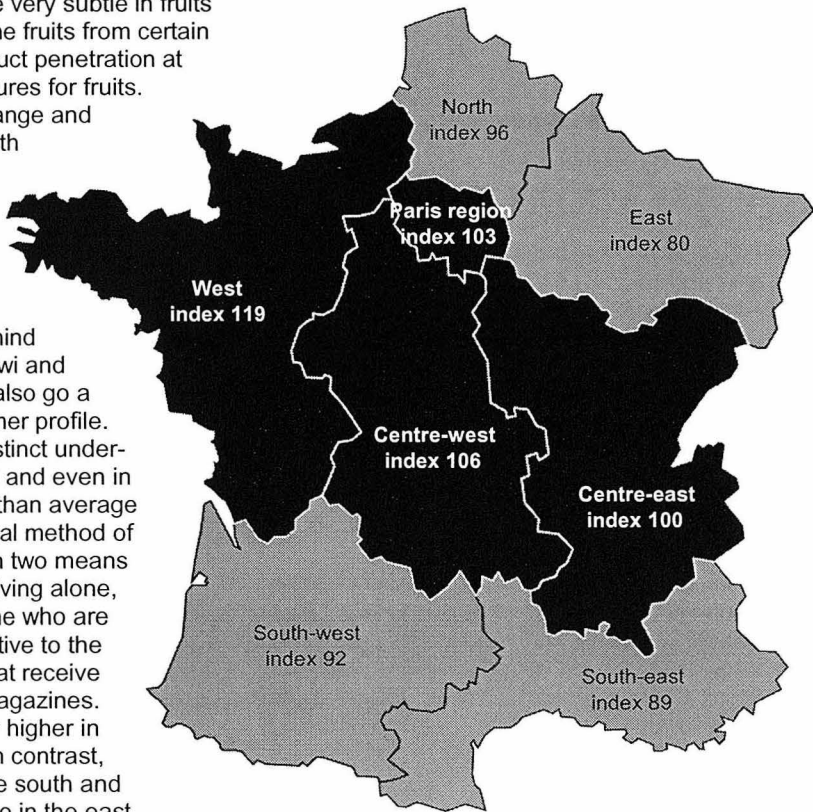 e very subtle in fruits
ne fruits from certain
uct penetration at
ures for fruits.
ange and
th
ind
wi and
also go a
ner profile.
stinct under-
and even in
than average
al method of
n two means
ving alone,
ne who are
tive to the
at receive
agazines.
r higher in
n contrast,
e south and
e in the east
North
index 96
Paris region
index 103
East
index 80
West
index 119
Centre-west
index 106
Centre-east
index 100
South-west
index 92
South-east
index 89